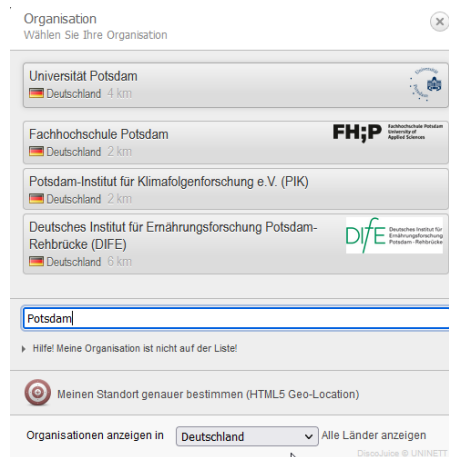 Organisation
Wählen Sie Ihre Organisation
Universität Potsdam
Deutschland 4 km
Fachhochschule Potsdam
Deutschland 2 km
FH;P Fachhochschule Potsdam
University of
Applied Sciences
Potsdam-Institut für Klimafolgenforschung e.V. (PIK)
Deutschland 2 km
Deutsches Institut für Ernährungsforschung Potsdam-
Rehbrücke (DIFE)
Deutschland 6 km
DIfE Deutsches Institut für
Ernährungsforschung
Potsdam-Rehbrücke
Potsdam
Hilfe! Meine Organisation ist nicht auf der Liste!
Meinen Standort genauer bestimmen (HTML5 Geo-Location)
Organisationen anzeigen in Deutschland Alle Länder anzeigen
DiscoJuice © UNINETT